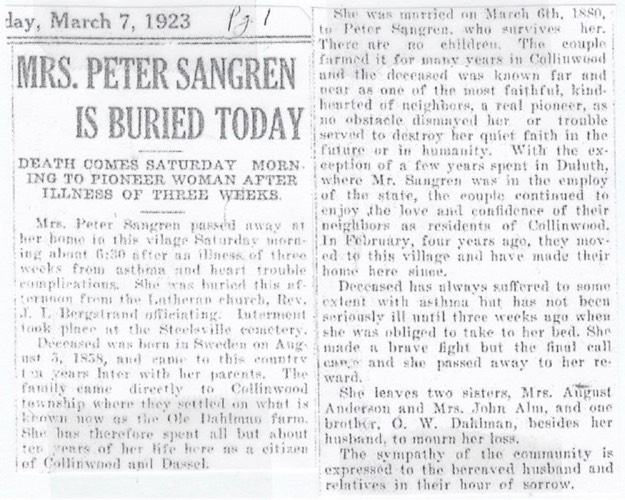 day, March 7, 1923
Pg 1
MRS. PETER SANGREN
IS BURIED TODAY
DEATH COMES SATURDAY MORN-
ING TO PIONEER WOMAN AFTER
ILLNESS OF THREE WEEKS.
Mrs. Peter Sangren passed away at
her home in this vilage Saturday morn-
ing about 6:30 after an illness of three
weeks from asthma and heart trouble
complications. She was buried this af-
ternoon from the Lutheran church, Rev.
J. L. Bergstrand officiating. Interment
took place at the Steelsville cemetery.
Deceased was born in Sweden on Aug-
ust 5, 1858, and came to this country
ten years later with her parents. The
family came directly to Collinwood
township where they settled on what is
known now as the Ole Dahlman farm.
She has therefore spent all but about
ten years of her life here as a citizen
of Collinwood and Dassel.
She was married on March 6th, 1880,
to Peter Sangren, who survives her.
There are no children. The couple
farmed it for many years in Collinwood
and the deceased was known far and
near as one of the most faithful, kind-
hearted of neighbors, a real pioneer, as
no obstacle dismayed her or trouble
served to destroy her quiet faith in the
future or in humanity. With the ex-
ception of a few years spent in Duluth,
where Mr. Sangren was in the employ
of the state, the couple continued to
enjoy the love and confidence of their
neighbors as residents of Collinwood.
In February, four years ago, they mov-
ed to this village and have made their
home here since.
Deceased has always suffered to some
extent with asthma but has not been
seriously ill until three weeks ago when
she was obliged to take to her bed. She
made a brave fight but the final call
came and she passed away to her re-
ward.
She leaves two sisters, Mrs. August
Anderson and Mrs. John Alm, and one
brother, O. W. Dahlman, besides her
husband, to mourn her loss.
The sympathy of the community is
expressed to the bereaved husband and
relatives in their hour of sorrow.